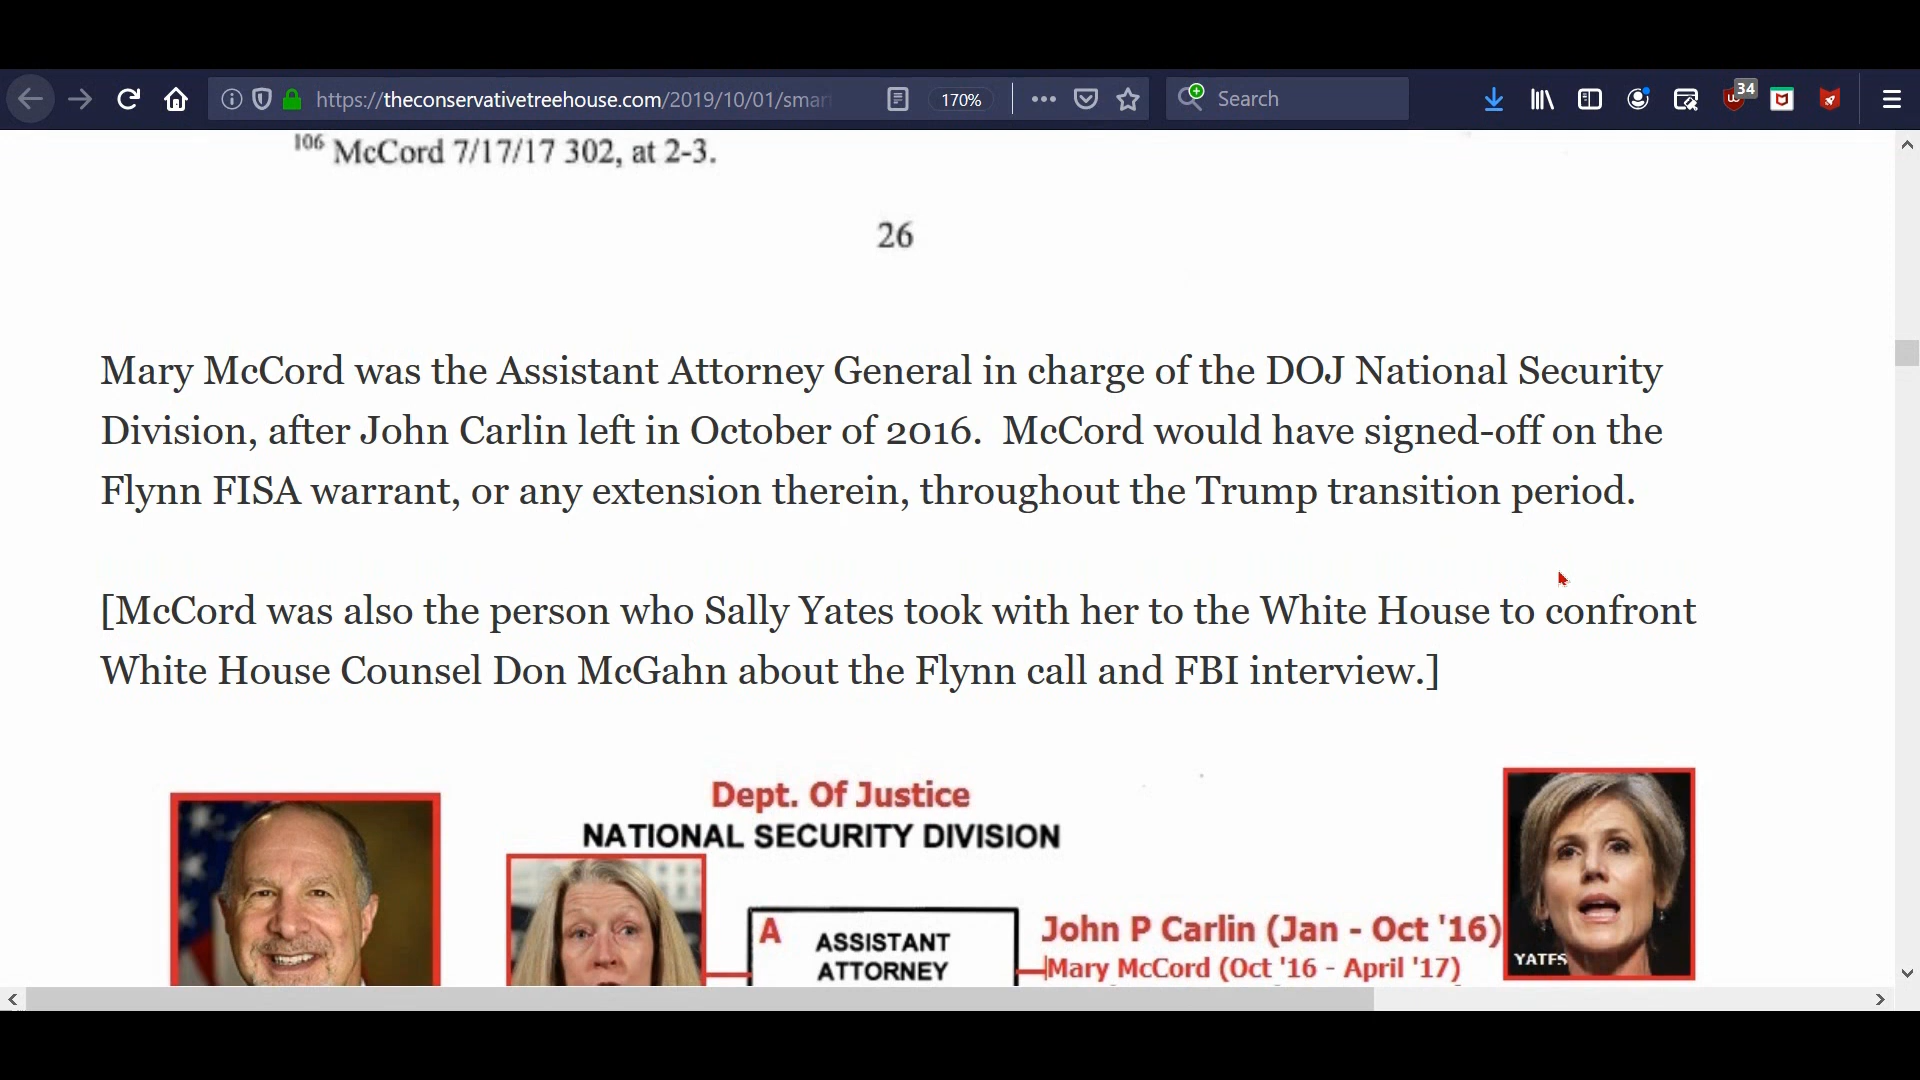 https://theconservativetreehouse.com/2019/10/01/smar
170%
Search
34
106 McCord 7/17/17 302, at 2-3.
26
Mary McCord was the Assistant Attorney General in charge of the DOJ National Security
Division, after John Carlin left in October of 2016.  McCord would have signed-off on the
Flynn FISA warrant, or any extension therein, throughout the Trump transition period.
[McCord was also the person who Sally Yates took with her to the White House to confront
White House Counsel Don McGahn about the Flynn call and FBI interview.]
Dept. Of Justice
NATIONAL SECURITY DIVISION
A
ASSISTANT
ATTORNEY
John P Carlin (Jan - Oct '16)
Mary McCord (Oct '16 - April '17)
YATES